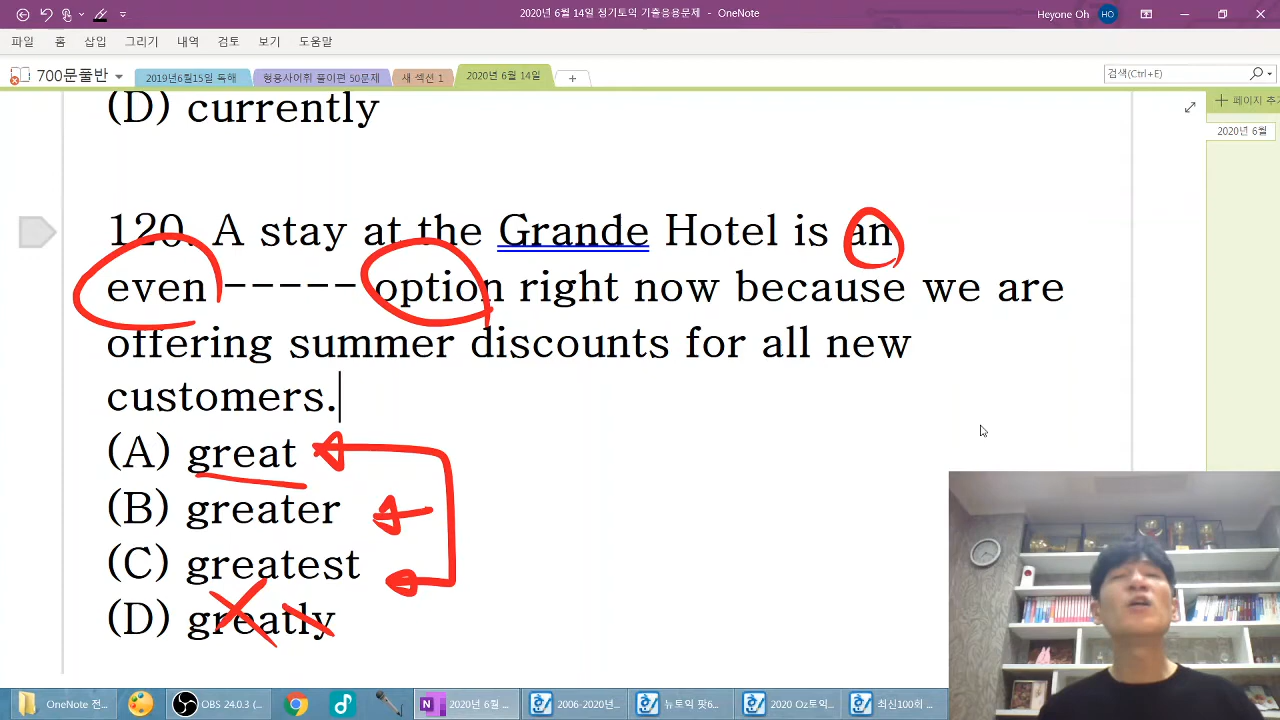 2020년 6월 14일 정기토익 기출응용문제 - OneNote
Heyone Oh
HO
파일 홈 삽입 그리기 내역 검토 보기 도움말
700문풀반
2019년6월15일 독해
형용사어휘 풀이편 50문제
새 섹션 1
2020년 6월 14일
+
검색(Ctrl+E)
+ 페이지 추가
2020년 6월
(D) currently
120. A stay at the Grande Hotel is an
even ----- option right now because we are
offering summer discounts for all new
customers.
(A) great
(B) greater
(C) greatest
(D) greatly
OneNote 전...
OBS 24.0.3 (...
2020년 6월 ...
2006-2020년...
뉴토익 팟6...
2020 Oz토익...
최신100회 ...